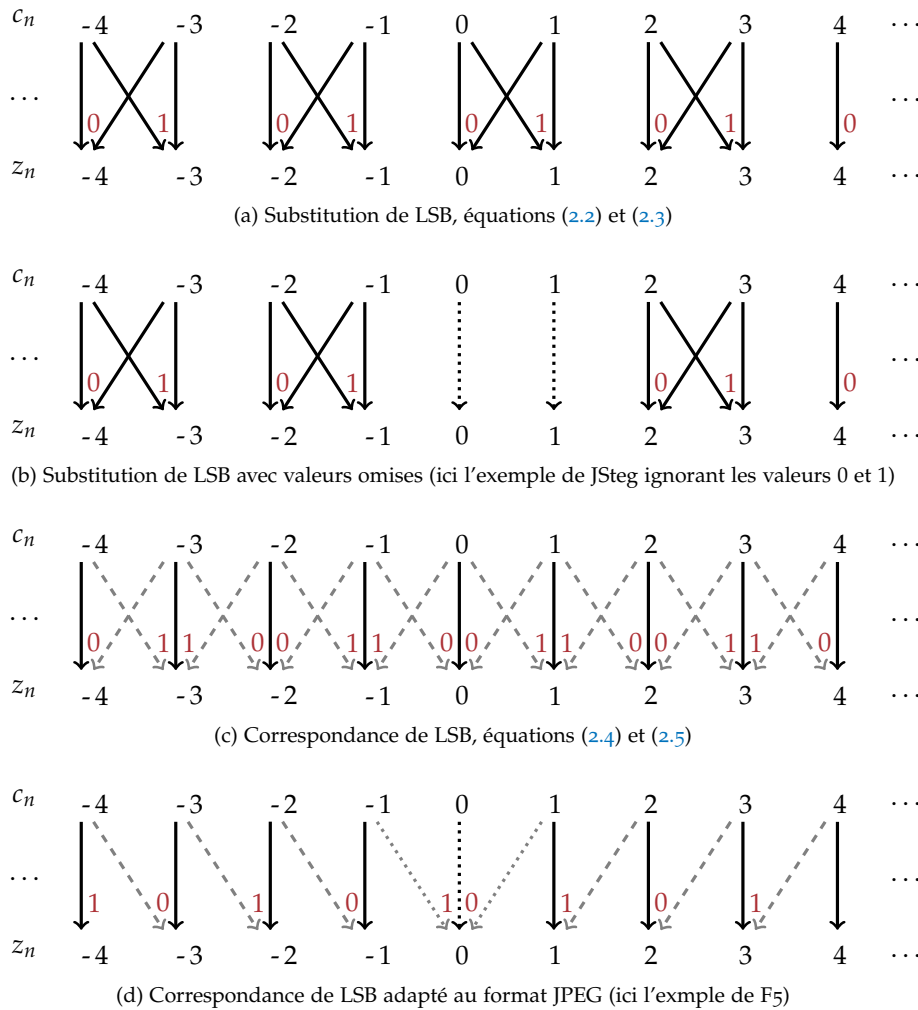 cn -4 -3 -2 -1 0 1 2 3 4 ...
... 0 1 0 1 0 1 0 1 0 ...
zn -4 -3 -2 -1 0 1 2 3 4 ...
(a) Substitution de LSB, équations (2.2) et (2.3)
cn -4 -3 -2 -1 0 1 2 3 4 ...
... 0 1 0 1 0 1 0 ...
zn -4 -3 -2 -1 0 1 2 3 4 ...
(b) Substitution de LSB avec valeurs omises (ici l'exemple de JSteg ignorant les valeurs 0 et 1)
cn -4 -3 -2 -1 0 1 2 3 4 ...
... 0 1 1 0 0 1 1 0 0 1 1 0 0 1 1 0 ...
zn -4 -3 -2 -1 0 1 2 3 4 ...
(c) Correspondance de LSB, équations (2.4) et (2.5)
cn -4 -3 -2 -1 0 1 2 3 4 ...
... 1 0 1 0 1 0 1 0 1 ...
zn -4 -3 -2 -1 0 1 2 3 4 ...
(d) Correspondance de LSB adapté au format JPEG (ici l'exmple de F5)